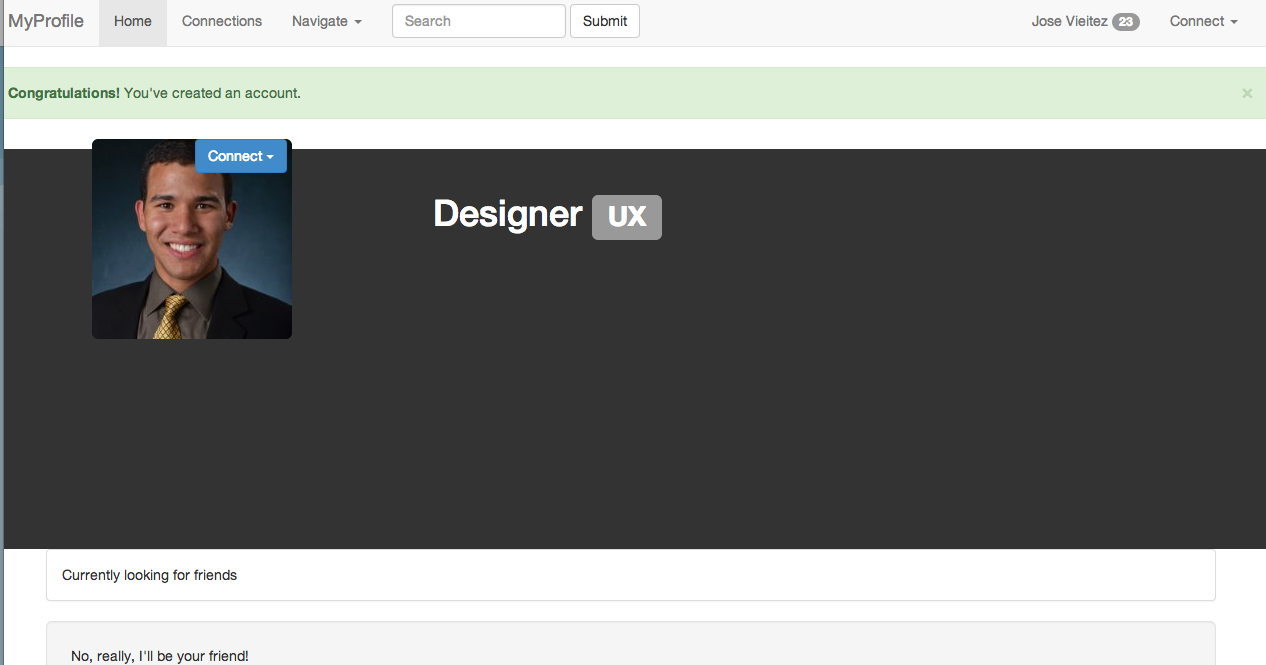 MyProfile Home Connections Navigate Search Submit Jose Vieitez 23 Connect
Congratulations! You've created an account. ×
Connect
Designer UX
Currently looking for friends
No, really, I'll be your friend!